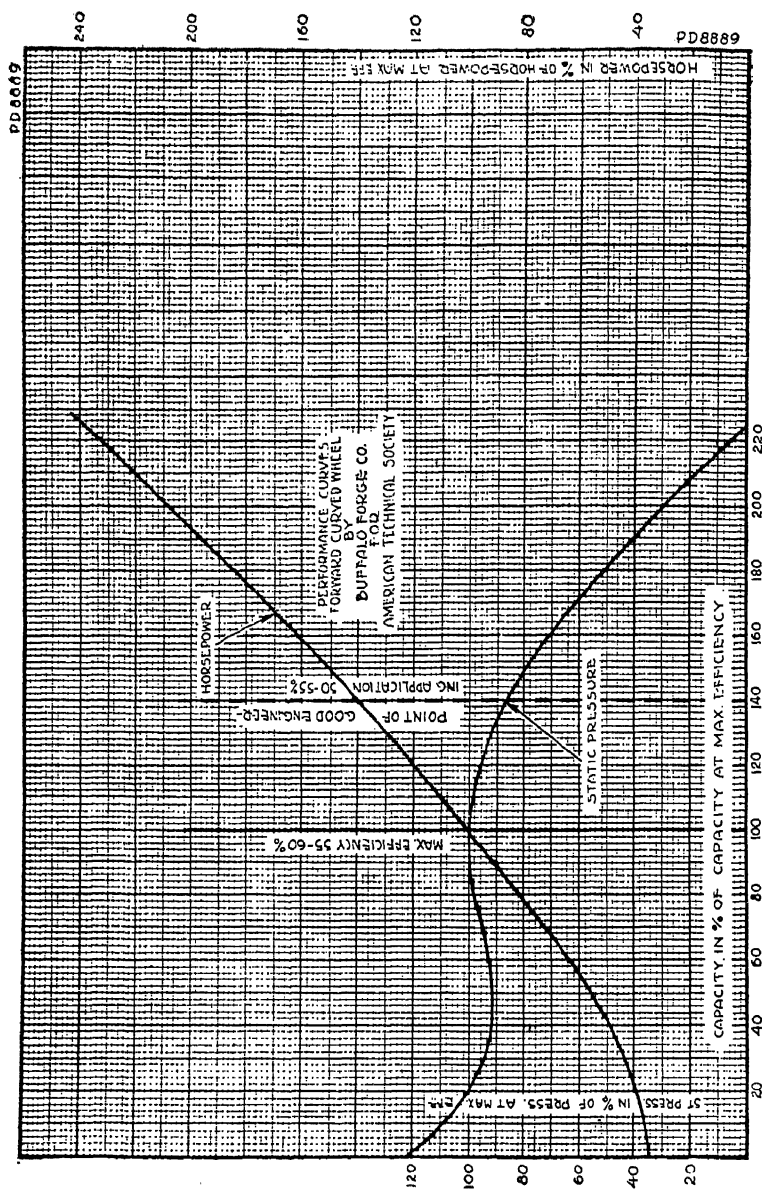 PD8889
PD8889
HORSEPOWER IN % OF HORSEPOWER AT MAX EFF.
240
200
160
120
80
40
PERFORMANCE CURVES
FORWARD CURVED WHEEL
BY
BUFFALO FORGE CO.
FOR
AMERICAN TECHNICAL SOCIETY
HORSEPOWER
POINT OF
GOOD ENGINEER-
ING APPLICATION 50-55%
STATIC PRESSURE
MAX. EFFICIENCY 55-60%
ST PRESS. IN % OF PRESS. AT MAX. EFF.
120
100
80
60
40
20
CAPACITY IN % OF CAPACITY AT MAX. EFFICIENCY
20
40
60
80
100
120
140
160
180
200
220